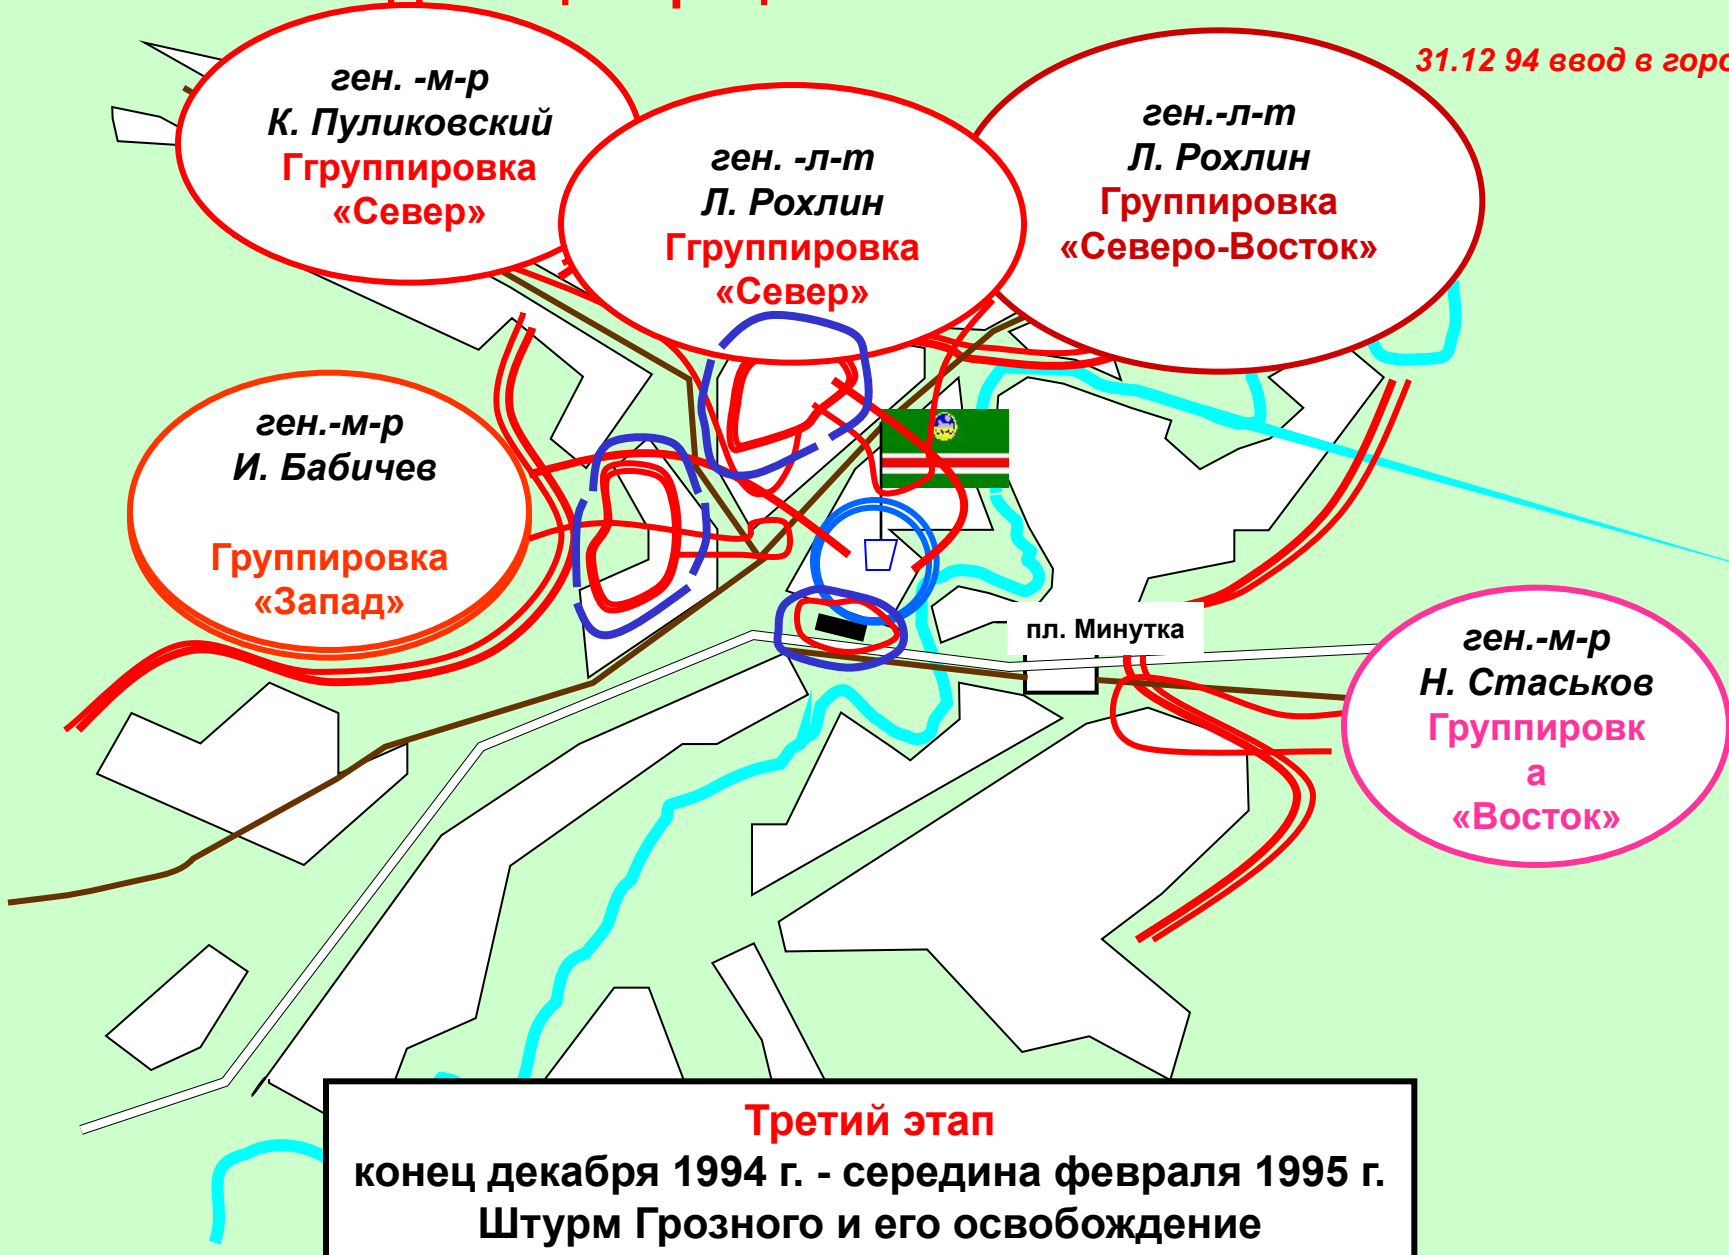 31.12 94 ввод в горо
ген. -м-р
К. Пуликовский
Ггруппировка
«Север»
ген. -л-т
Л. Рохлин
Ггруппировка
«Север»
ген.-л-т
Л. Рохлин
Группировка
«Северо-Восток»
ген.-м-р
И. Бабичев
Группировка
«Запад»
пл. Минутка
ген.-м-р
Н. Стаськов
Группировк
а
«Восток»
Третий этап
конец декабря 1994 г. - середина февраля 1995 г.
Штурм Грозного и его освобождение